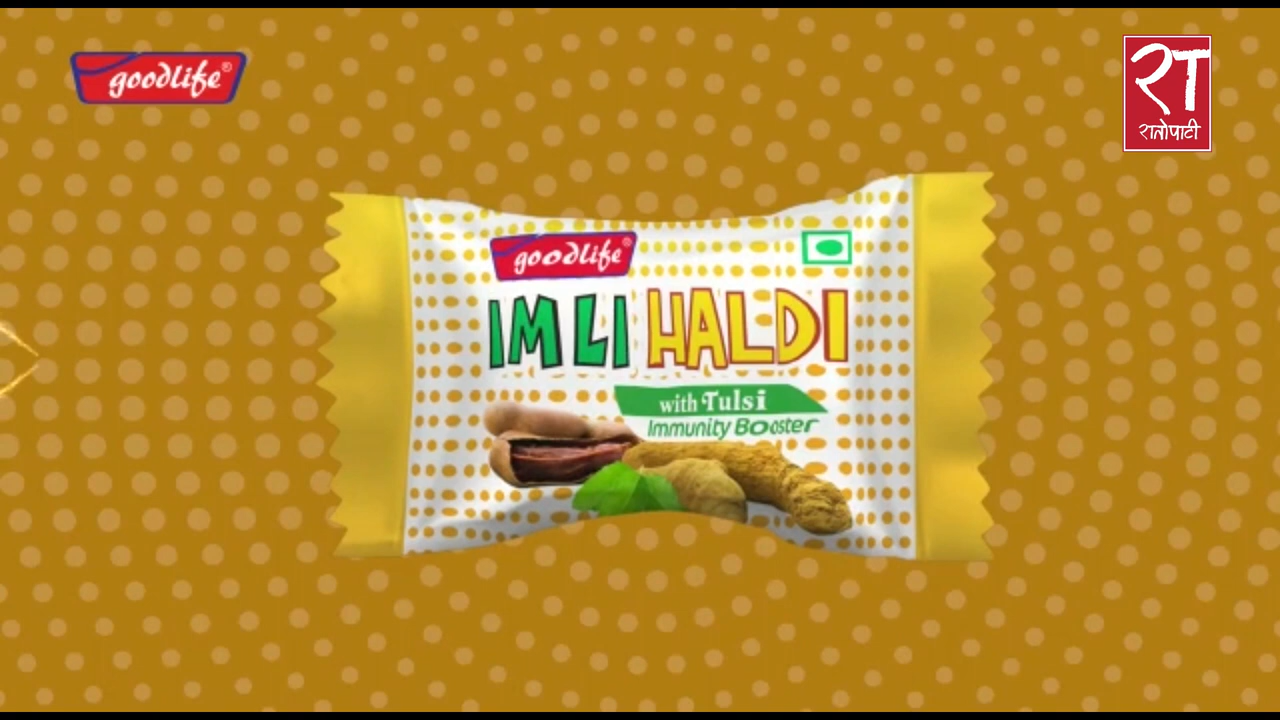 goodlife®
रा
रातोपाटी
goodlife®
IMLI HALDI
with Tulsi
Immunity Booster